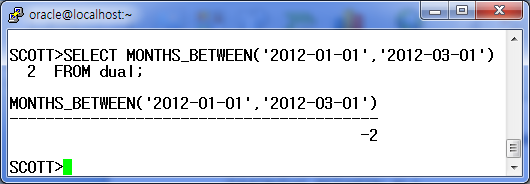 oracle@localhost:~
SCOTT>SELECT MONTHS_BETWEEN('2012-01-01','2012-03-01')
2 FROM dual;
MONTHS_BETWEEN('2012-01-01','2012-03-01')
-----------------------------------------
-2
SCOTT>